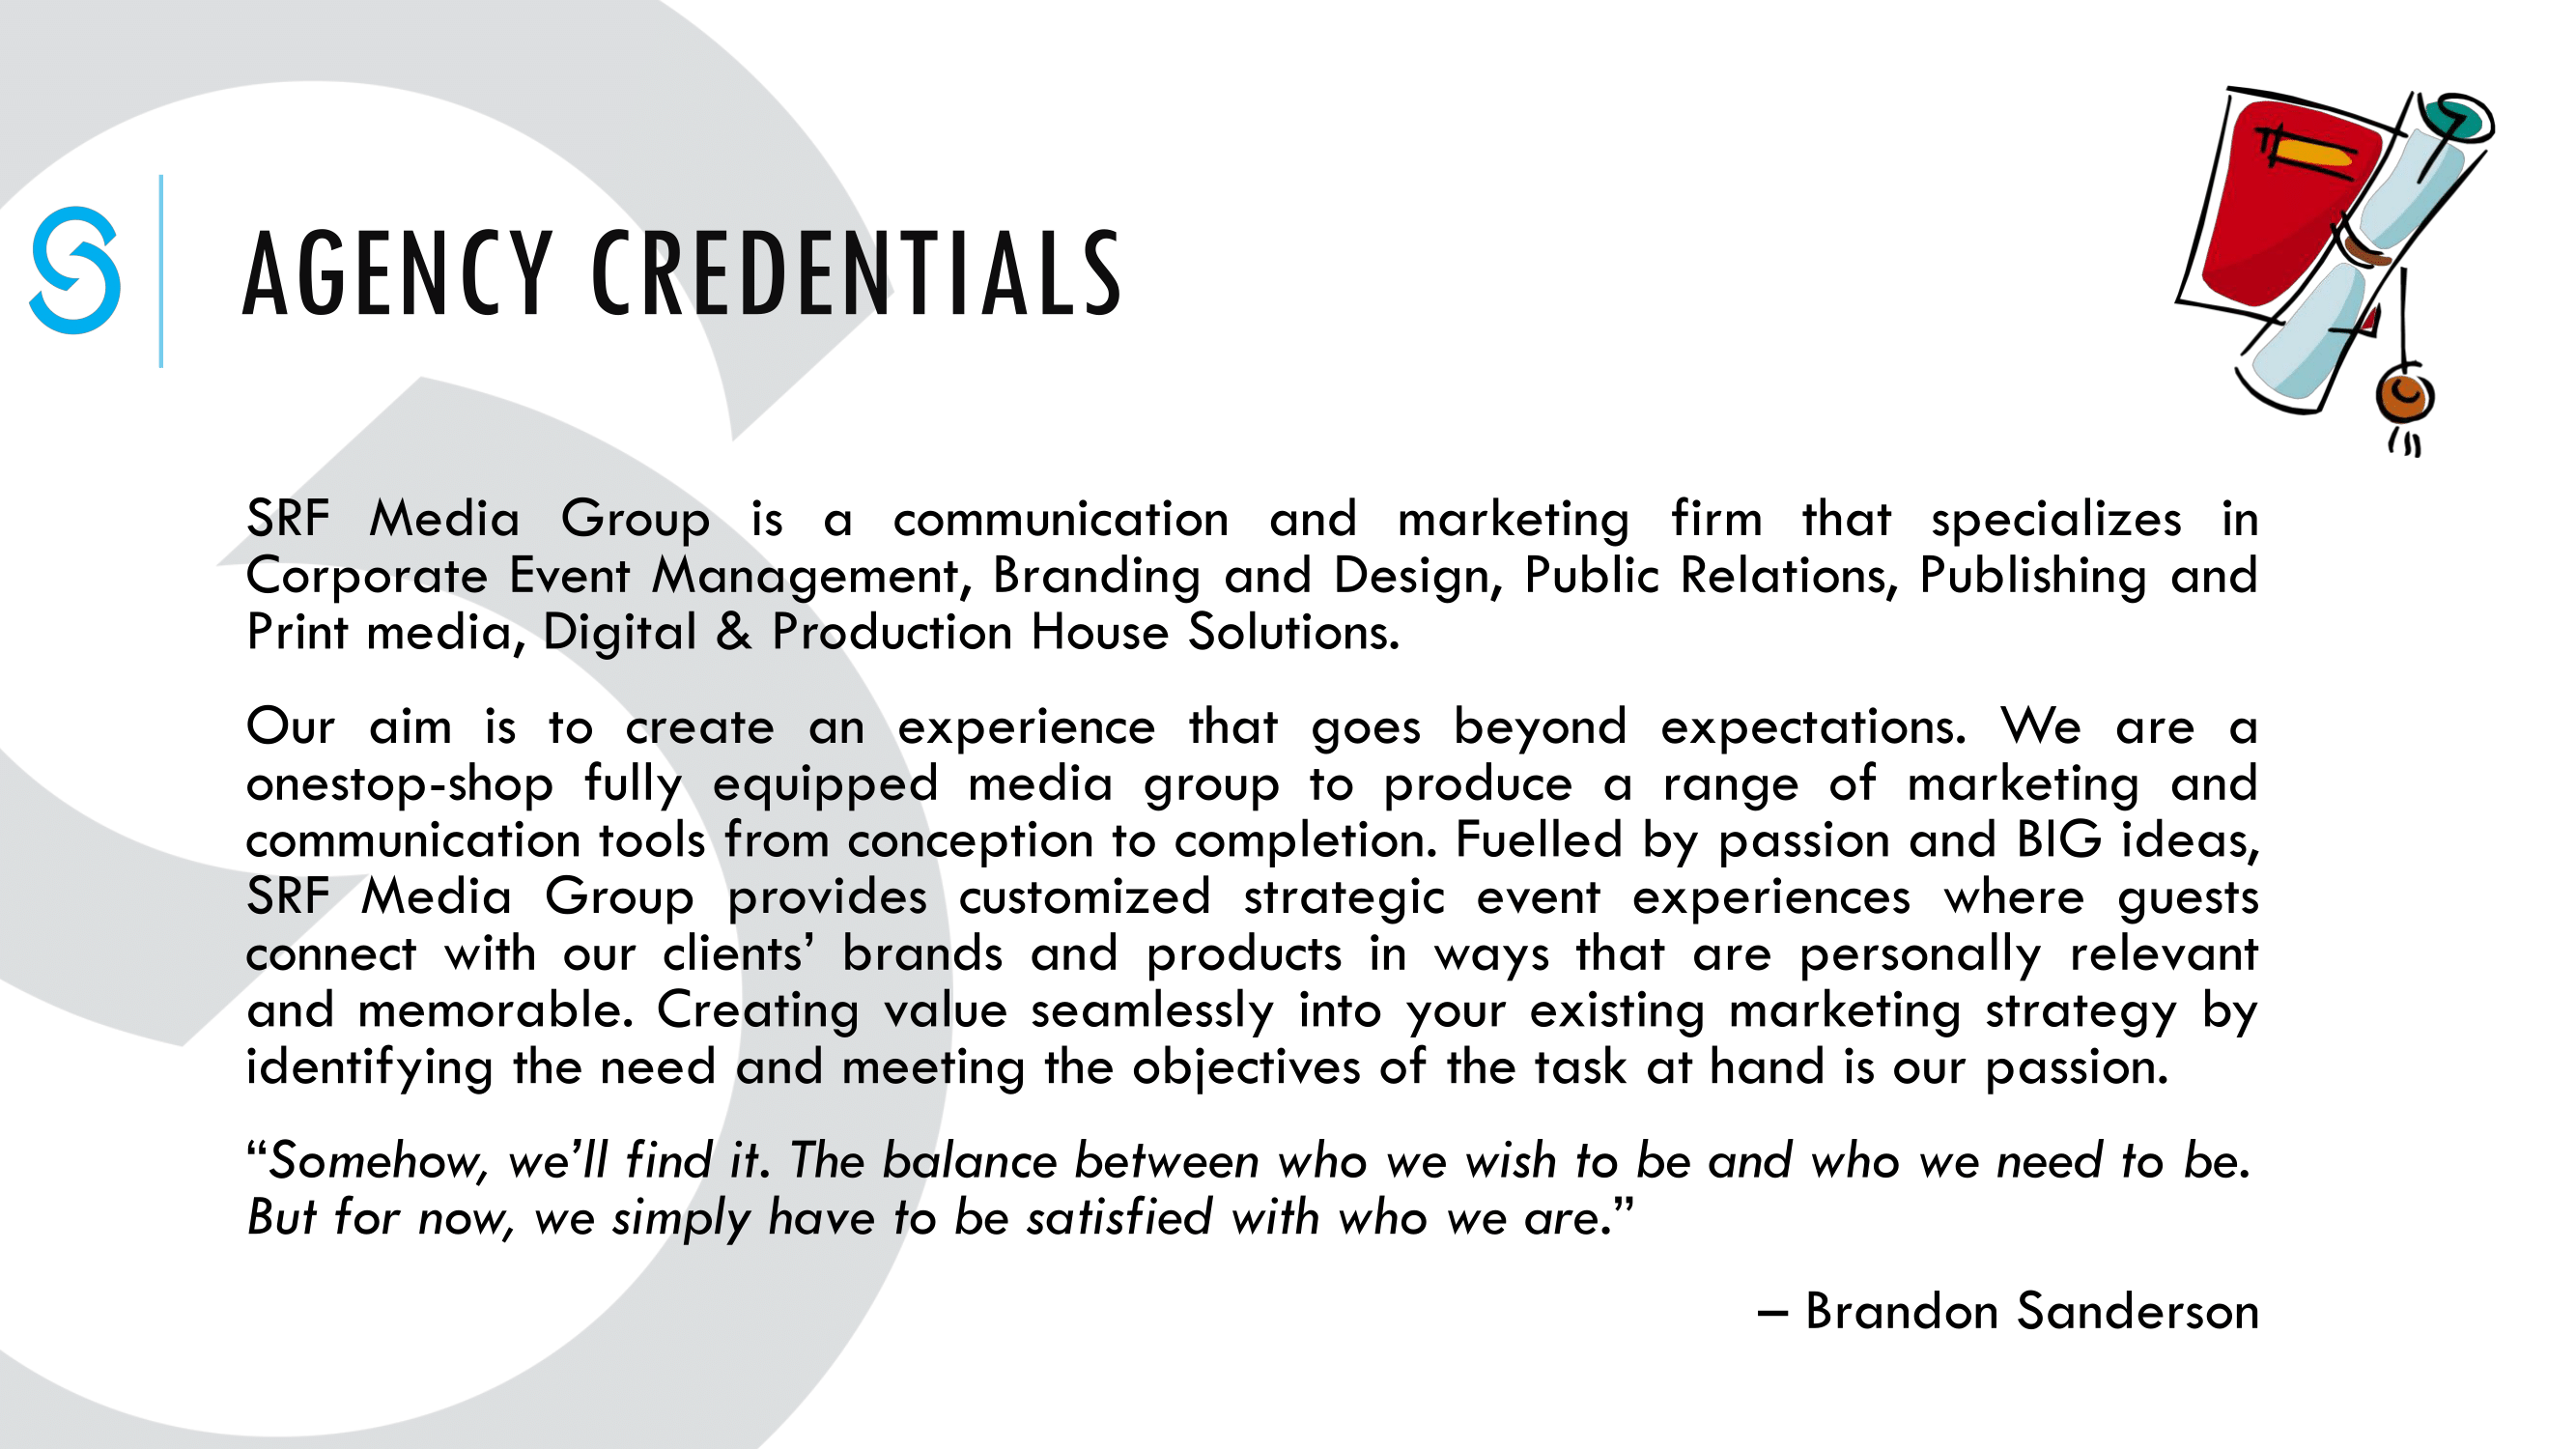 AGENCY CREDENTIALS
SRF Media Group is a communication and marketing firm that specializes in
Corporate Event Management, Branding and Design, Public Relations, Publishing and
Print media, Digital & Production House Solutions.
Our aim is to create an experience that goes beyond expectations. We are a
onestop-shop fully equipped media group to produce a range of marketing and
communication tools from conception to completion. Fuelled by passion and BIG ideas,
SRF Media Group provides customized strategic event experiences where guests
connect with our clients’ brands and products in ways that are personally relevant
and memorable. Creating value seamlessly into your existing marketing strategy by
identifying the need and meeting the objectives of the task at hand is our passion.
“Somehow, we’ll find it. The balance between who we wish to be and who we need to be.
But for now, we simply have to be satisfied with who we are.”
– Brandon Sanderson